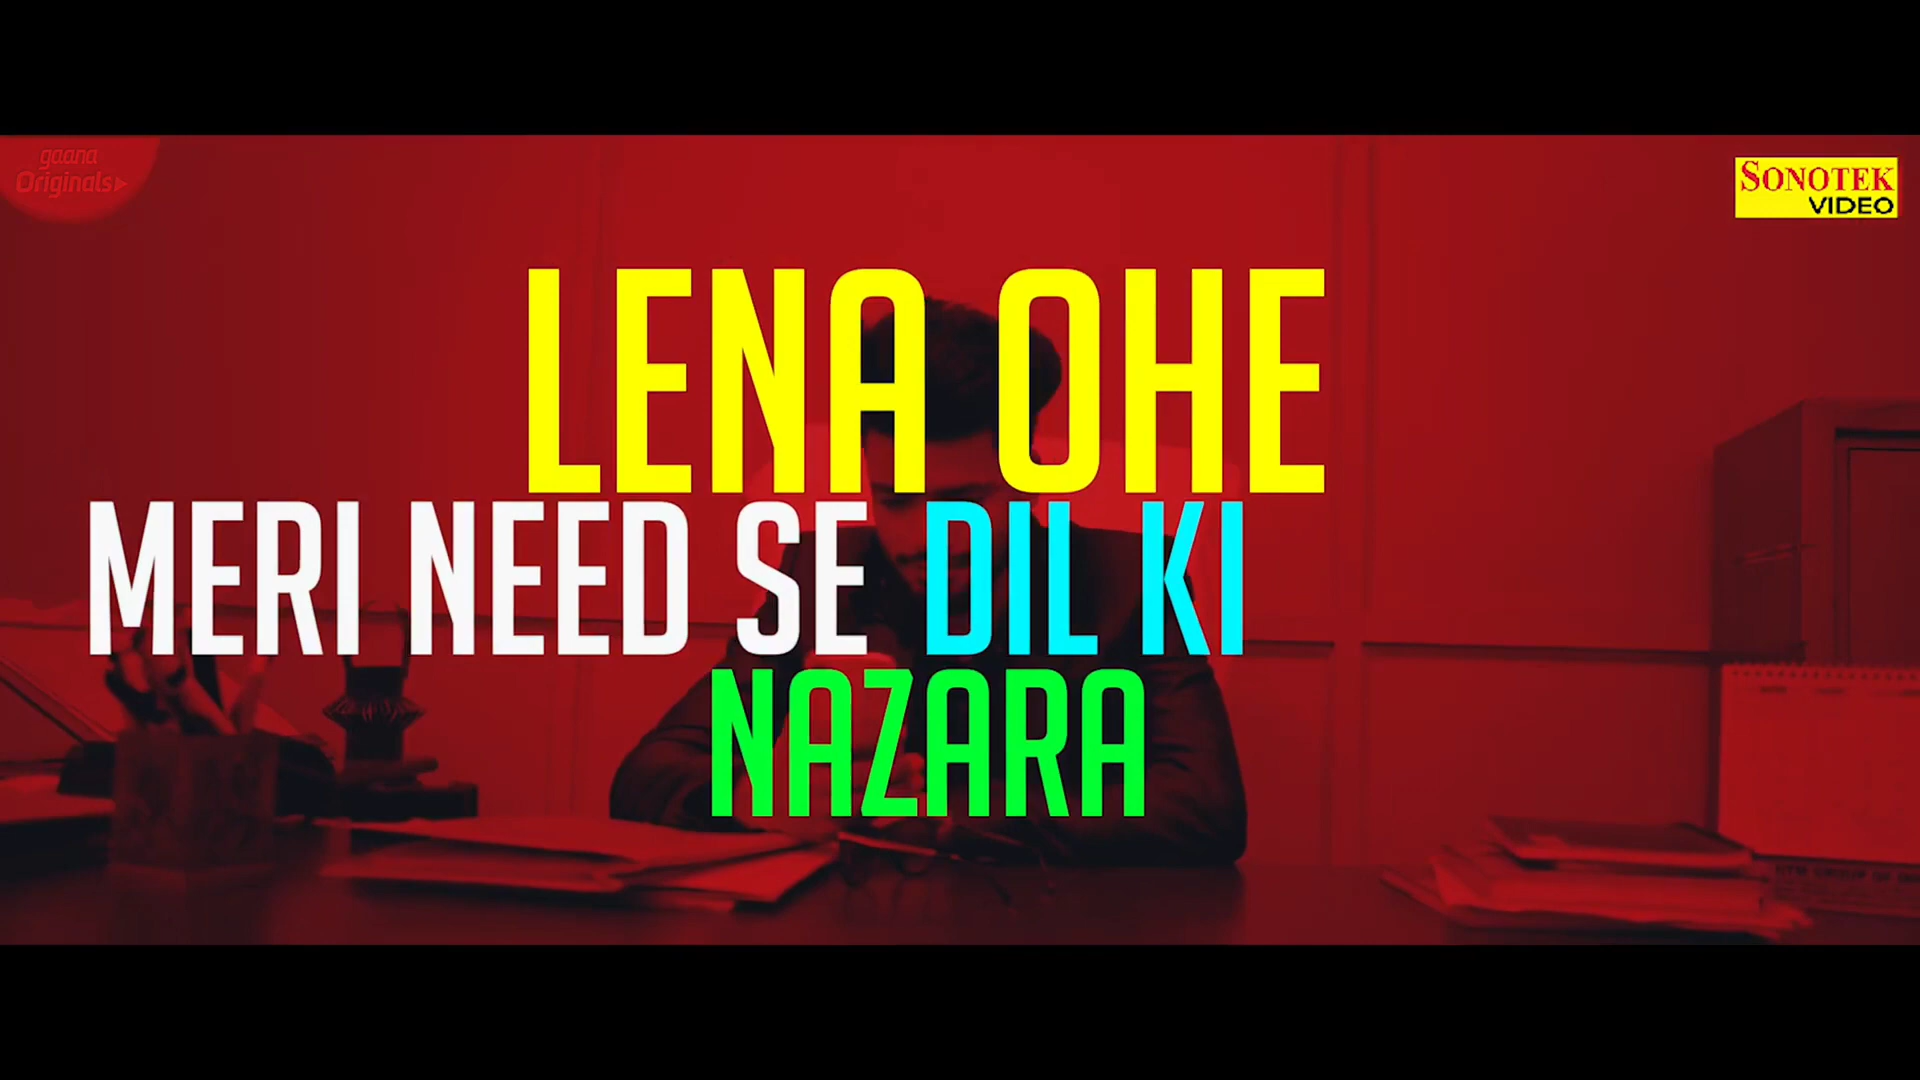 gaana
Originals
SONOTEK
VIDEO
LENA OHE
MERI NEED SE DIL KI
NAZARA